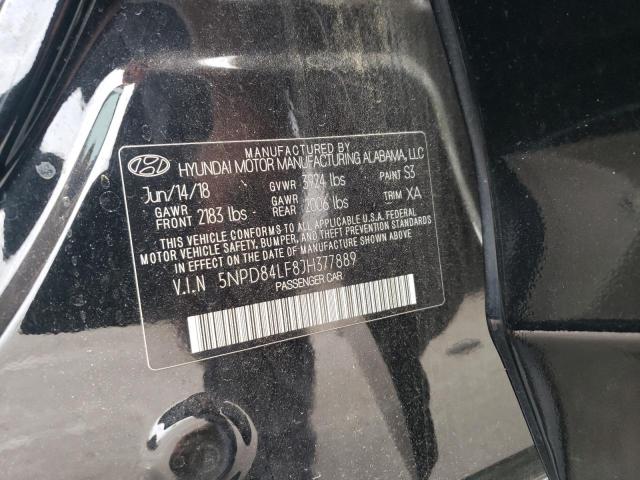 MANUFACTURED BY
HYUNDAI MOTOR MANUFACTURING ALABAMA, LLC
Jun/14/18 GVWR 3924 lbs PAINT S3
GAWR FRONT 2183 lbs GAWR REAR 2006 lbs TRIM XA
THIS VEHICLE CONFORMS TO ALL APPLICABLE U.S.A. FEDERAL
MOTOR VEHICLE SAFETY, BUMPER, AND THEFT PREVENTION
STANDARDS IN EFFECT ON THE DATE OF MANUFACTURE SHOWN ABOVE.
V.I.N 5NPD84LF8JH377889
PASSENGER CAR